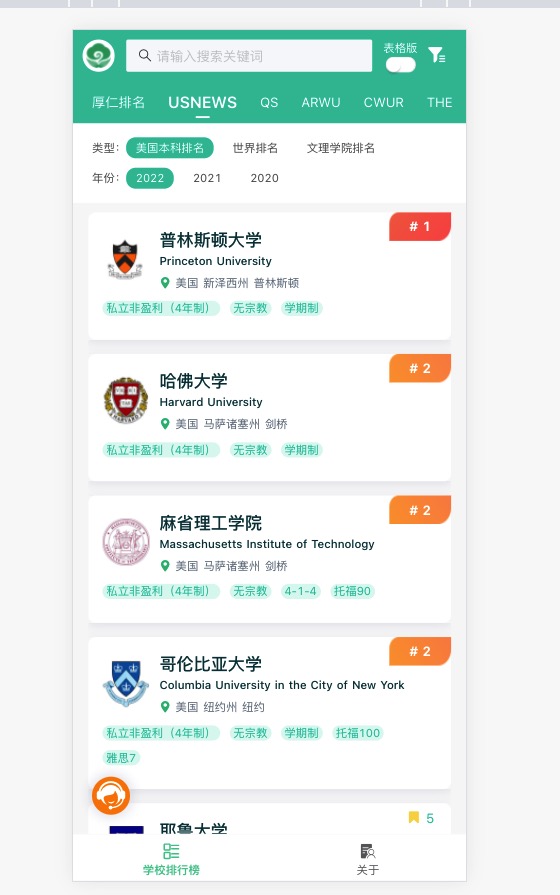 请输入搜索关键词
表格版
厚仁排名 USNEWS QS ARWU CWUR THE
类型: 美国本科排名 世界排名 文理学院排名
年份: 2022 2021 2020
# 1
普林斯顿大学
Princeton University
美国 新泽西州 普林斯顿
私立非盈利（4年制） 无宗教 学期制
# 2
哈佛大学
Harvard University
美国 马萨诸塞州 剑桥
私立非盈利（4年制） 无宗教 学期制
# 2
麻省理工学院
Massachusetts Institute of Technology
美国 马萨诸塞州 剑桥
私立非盈利（4年制） 无宗教 4-1-4 托福90
# 2
哥伦比亚大学
Columbia University in the City of New York
美国 纽约州 纽约
私立非盈利（4年制） 无宗教 学期制 托福100
雅思7
5
耶鲁大学
学校排行榜 关于